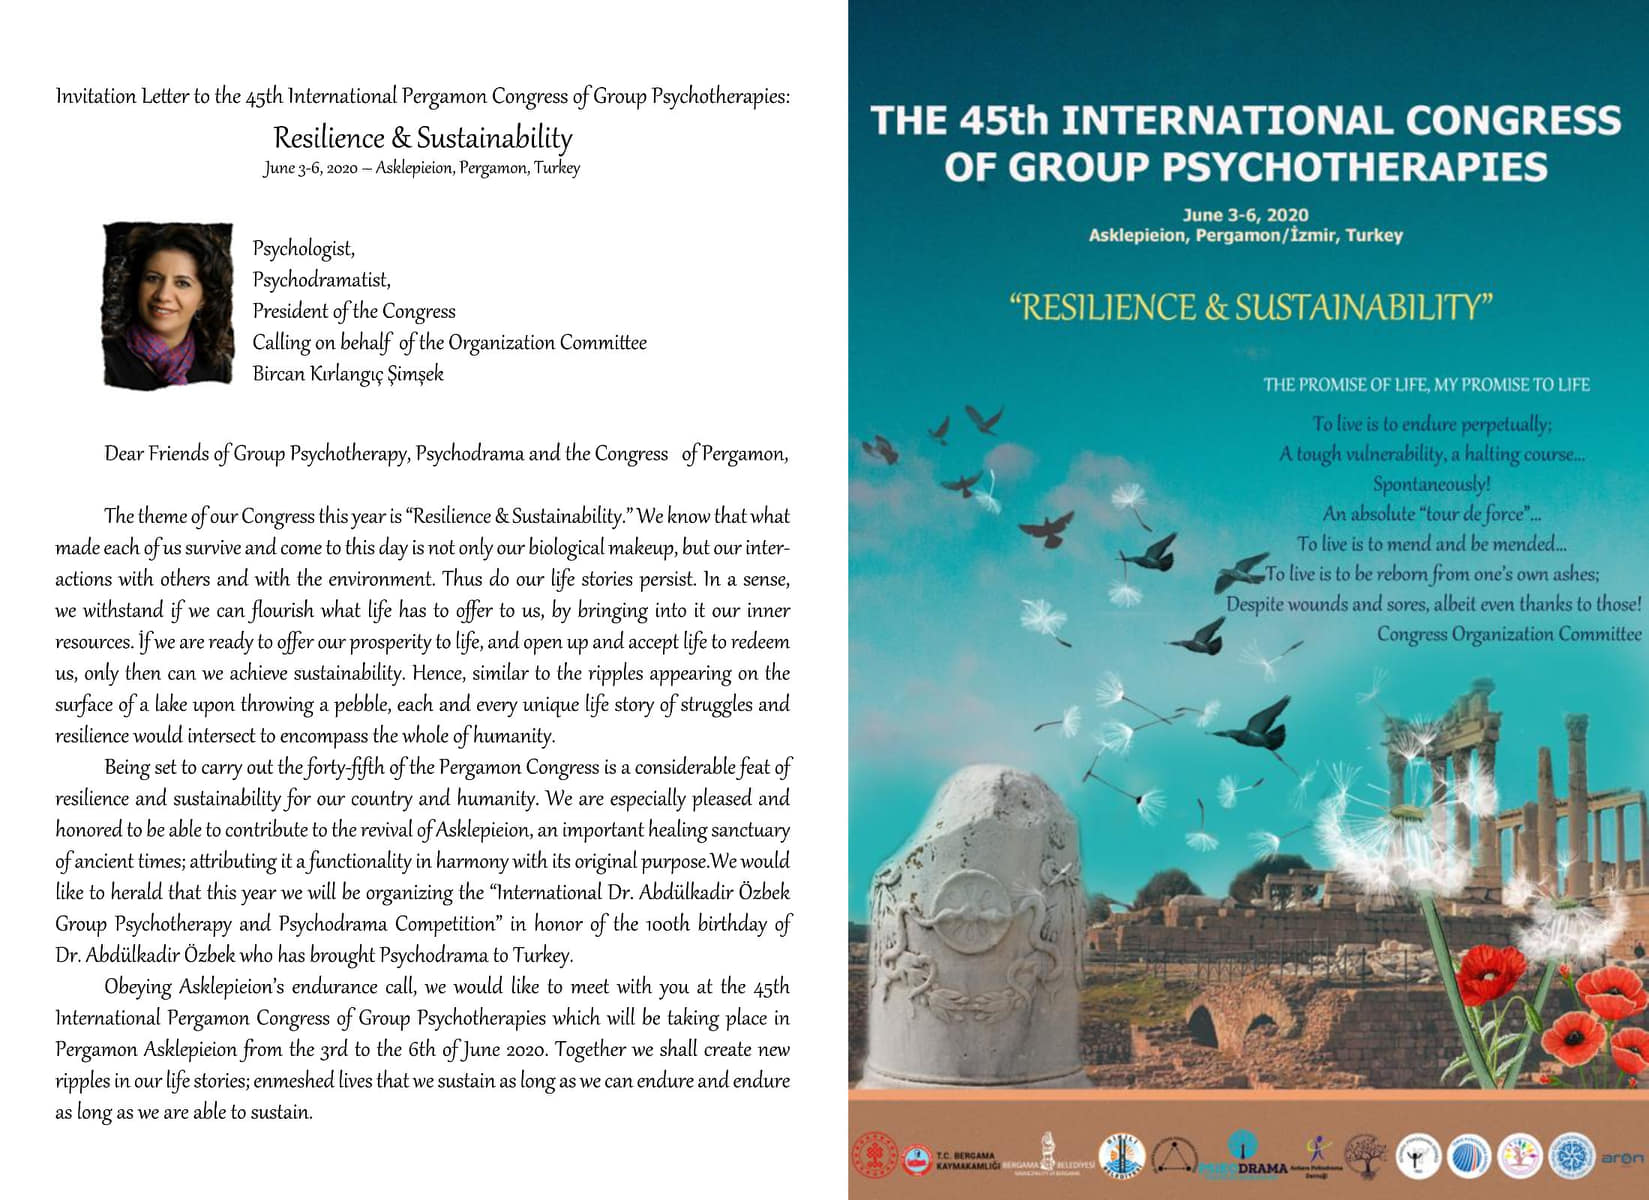 Invitation Letter to the 45th International Pergamon Congress of Group Psychotherapies:
Resilience & Sustainability
June 3-6, 2020 – Asklepieion, Pergamon, Turkey
Psychologist,
Psychodramatist,
President of the Congress
Calling on behalf of the Organization Committee
Bircan Kırlangıç Şimşek
Dear Friends of Group Psychotherapy, Psychodrama and the Congress of Pergamon,
The theme of our Congress this year is “Resilience & Sustainability.” We know that what
made each of us survive and come to this day is not only our biological makeup, but our inter-
actions with others and with the environment. Thus do our life stories persist. In a sense,
we withstand if we can flourish what life has to offer to us, by bringing into it our inner
resources. İf we are ready to offer our prosperity to life, and open up and accept life to redeem
us, only then can we achieve sustainability. Hence, similar to the ripples appearing on the
surface of a lake upon throwing a pebble, each and every unique life story of struggles and
resilience would intersect to encompass the whole of humanity.
Being set to carry out the forty-fifth of the Pergamon Congress is a considerable feat of
resilience and sustainability for our country and humanity. We are especially pleased and
honored to be able to contribute to the revival of Asklepieion, an important healing sanctuary
of ancient times; attributing it a functionality in harmony with its original purpose.We would
like to herald that this year we will be organizing the “International Dr. Abdülkadir Özbek
Group Psychotherapy and Psychodrama Competition” in honor of the 100th birthday of
Dr. Abdülkadir Özbek who has brought Psychodrama to Turkey.
Obeying Asklepieion’s endurance call, we would like to meet with you at the 45th
International Pergamon Congress of Group Psychotherapies which will be taking place in
Pergamon Asklepieion from the 3rd to the 6th of June 2020. Together we shall create new
ripples in our life stories; enmeshed lives that we sustain as long as we can endure and endure
as long as we are able to sustain.
THE 45th INTERNATIONAL CONGRESS
OF GROUP PSYCHOTHERAPIES
June 3-6, 2020
Asklepieion, Pergamon/İzmir, Turkey
“RESILIENCE & SUSTAINABILITY”
THE PROMISE OF LIFE, MY PROMISE TO LIFE
To live is to endure perpetually;
A tough vulnerability, a halting course...
Spontaneously!
An absolute “tour de force”...
To live is to mend and be mended...
To live is to be reborn from one’s own ashes;
Despite wounds and sores, albeit even thanks to those!
Congress Organization Committee
T.C. BERGAMA
KAYMAKAMLIĞI
BERGAMA BELEDİYESİ
DİKİLİ
PSİKODRAMA
Ankara Psikodrama
Derneği
aron